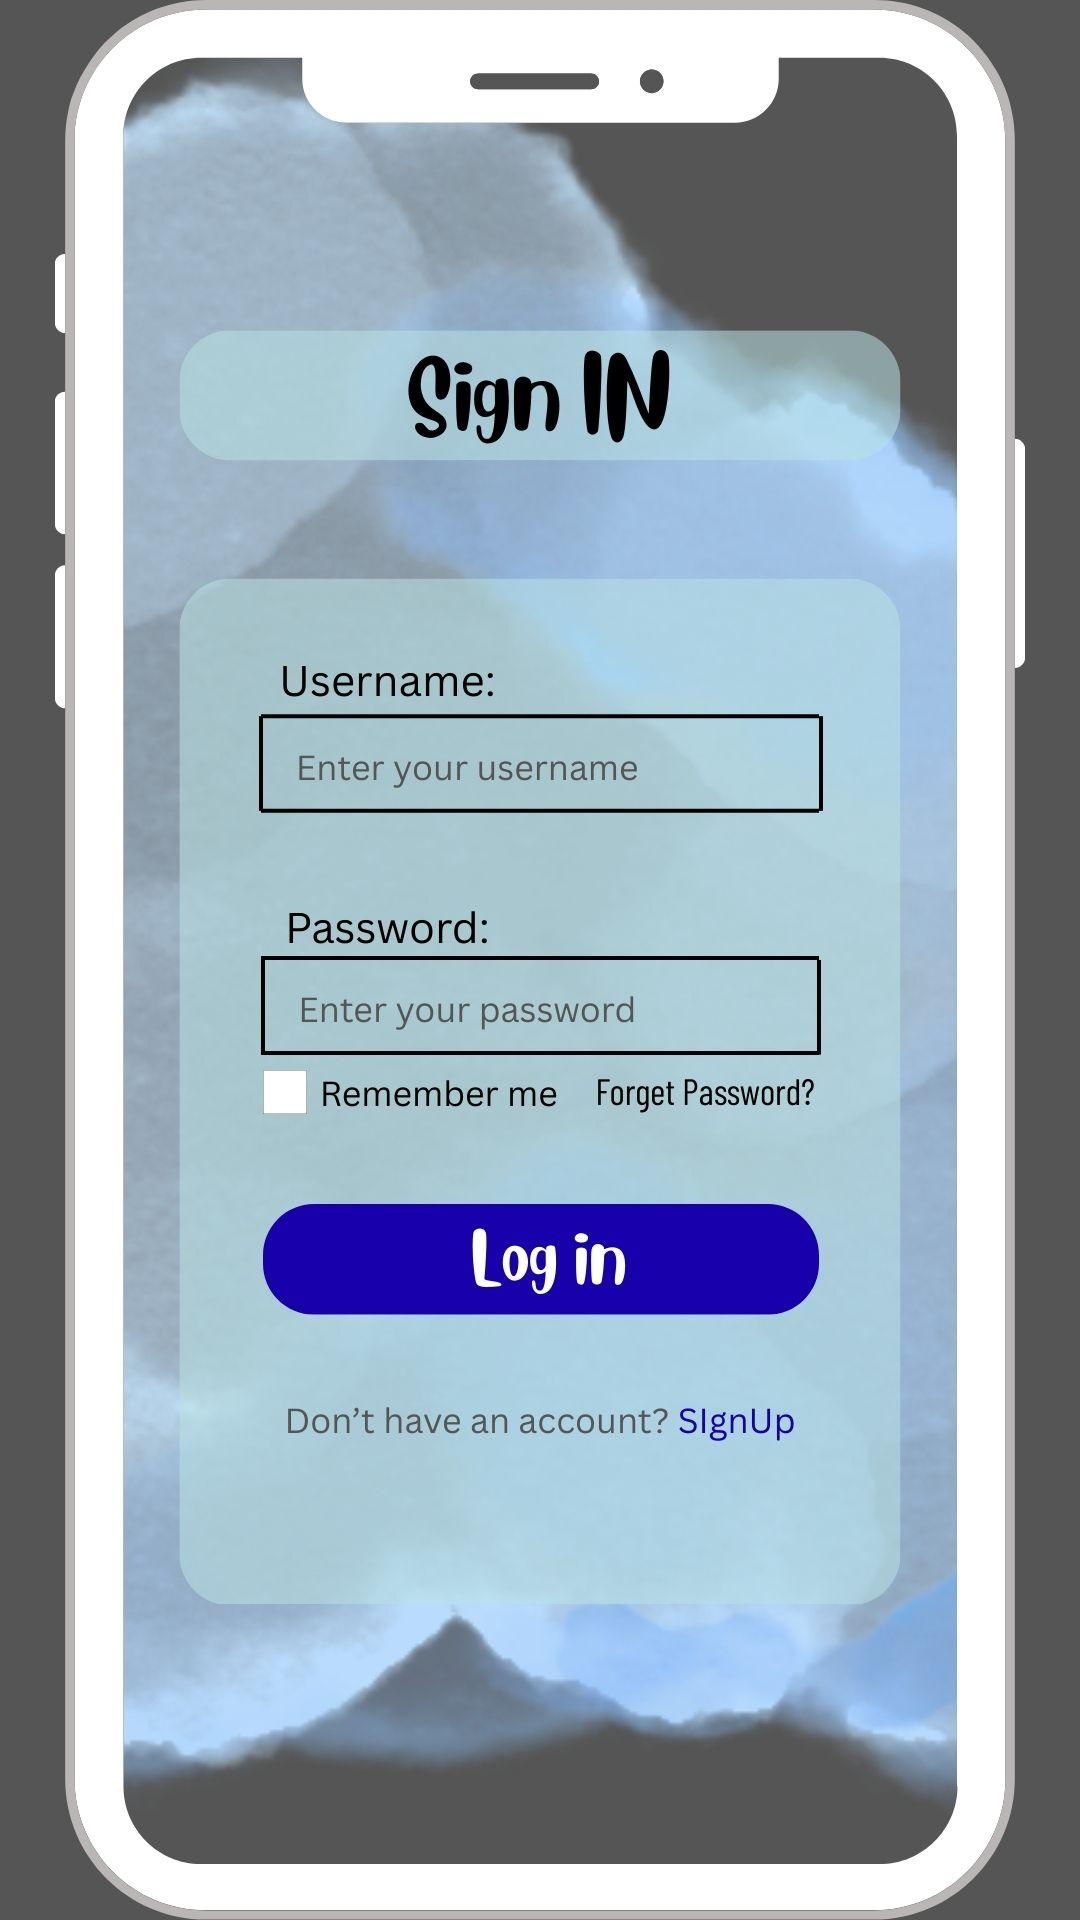 Sign IN
Username:
Enter your username
Password:
Enter your password
Remember me Forget Password?
Log in
Don’t have an account? SIgnUp